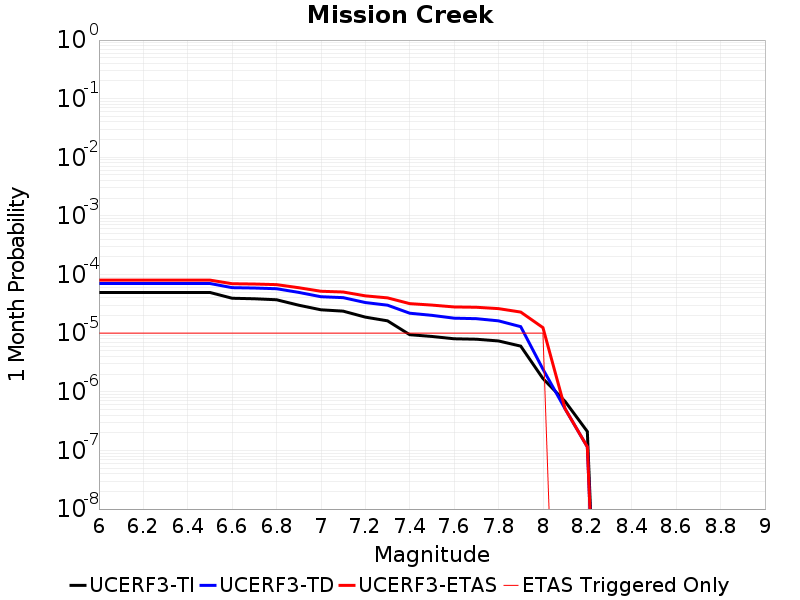 Mission Creek
10^0
10^-1
10^-2
10^-3
10^-4
10^-5
10^-6
10^-7
10^-8
1 Month Probability
6 6.2 6.4 6.6 6.8 7 7.2 7.4 7.6 7.8 8 8.2 8.4 8.6 8.8 9
Magnitude
UCERF3-TI UCERF3-TD UCERF3-ETAS ETAS Triggered Only